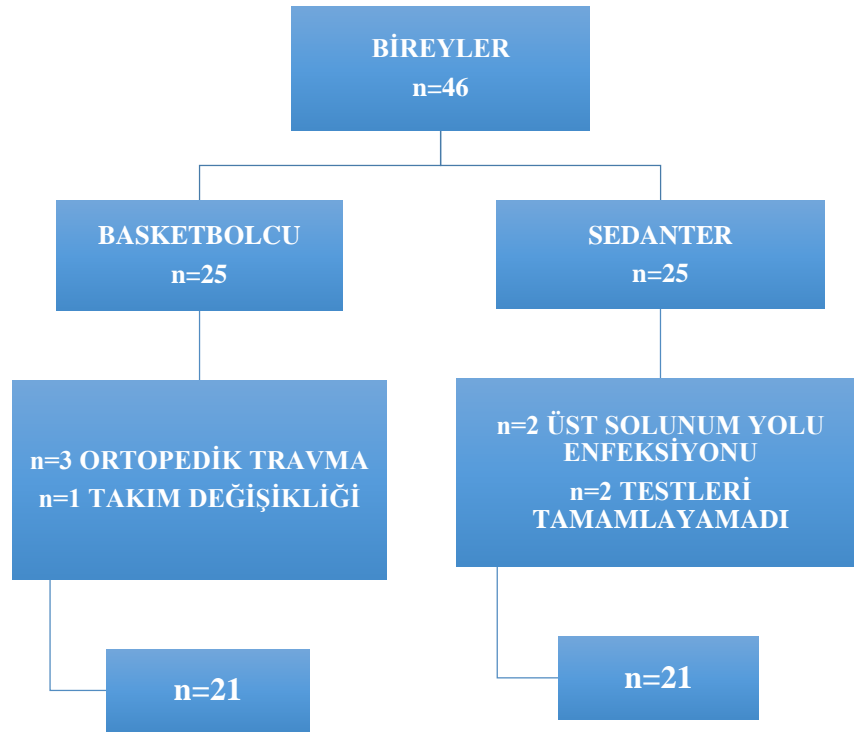 BİREYLER
n=46
BASKETBOLCU
n=25
SEDANTER
n=25
n=3 ORTOPEDİK TRAVMA
n=1 TAKIM DEĞİŞİKLİĞİ
n=2 ÜST SOLUNUM YOLU
ENFEKSİYONU
n=2 TESTLERİ
TAMAMLAYAMADI
n=21
n=21